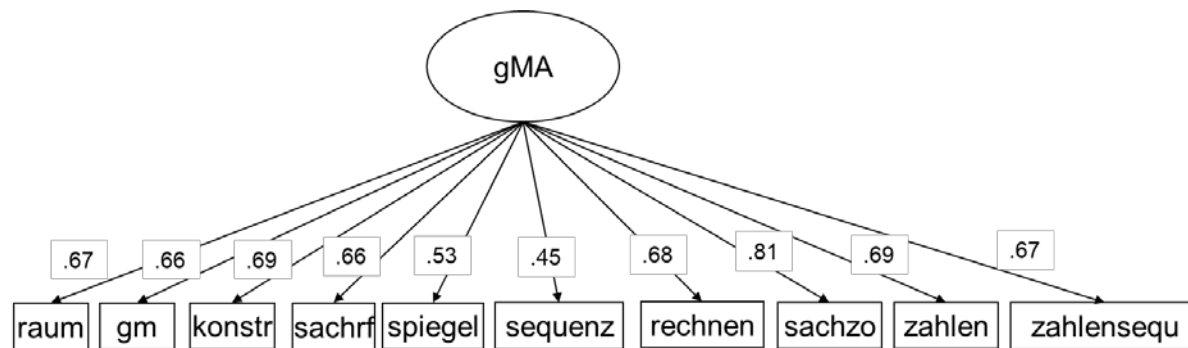 gMA
.67 .66 .69 .66 .53 .45 .68 .81 .69 .67
raum gm konstr sachrf spiegel sequenz rechnen sachzo zahlen zahlensequ